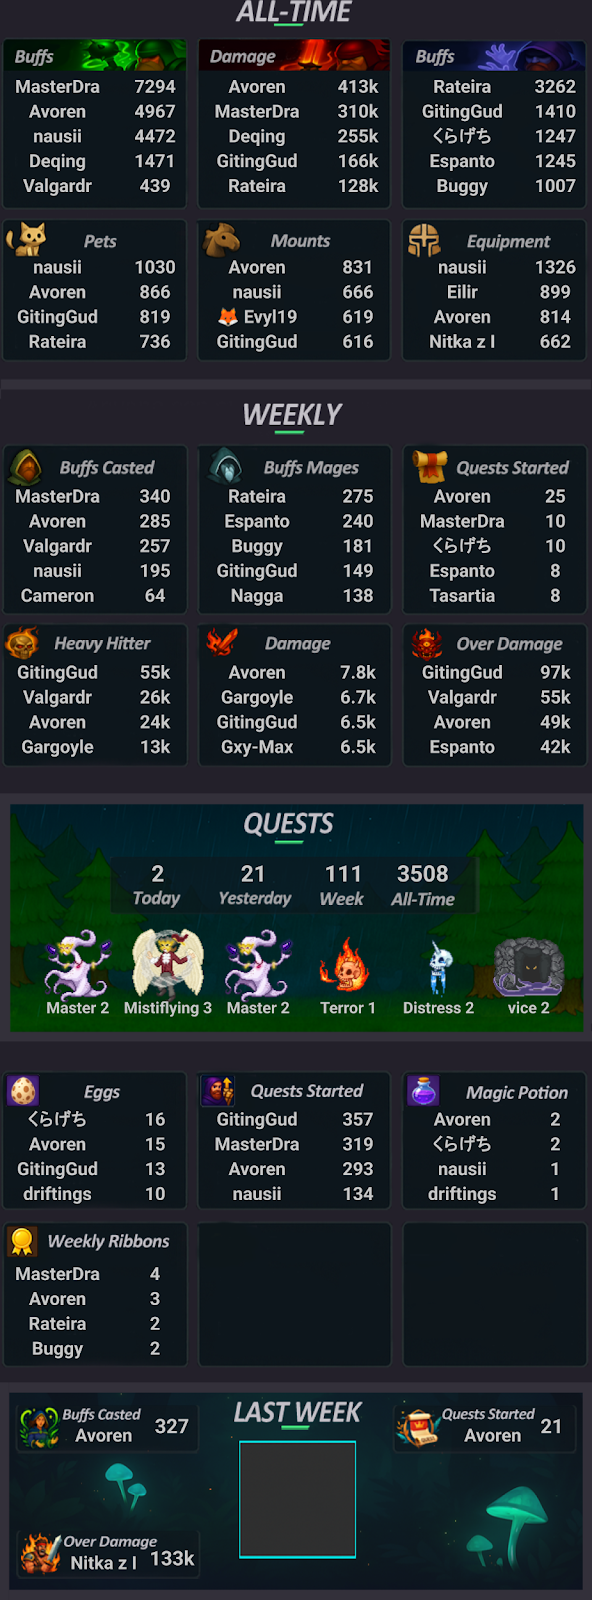 ALL-TIME
Buffs
MasterDra 7294
Avoren 4967
nausii 4472
Deqing 1471
Valgardr 439
Damage
Avoren 413k
MasterDra 310k
Deqing 255k
GitingGud 166k
Rateira 128k
Buffs
Rateira 3262
GitingGud 1410
くらげち 1247
Espanto 1245
Buggy 1007
Pets
nausii 1030
Avoren 866
GitingGud 819
Rateira 736
Mounts
Avoren 831
nausii 666
🦊 Evyl19 619
GitingGud 616
Equipment
nausii 1326
Eilir 899
Avoren 814
Nitka z I 662
WEEKLY
Buffs Casted
MasterDra 340
Avoren 285
Valgardr 257
nausii 195
Cameron 64
Buffs Mages
Rateira 275
Espanto 240
Buggy 181
GitingGud 149
Nagga 138
Quests Started
Avoren 25
MasterDra 10
くらげち 10
Espanto 8
Tasartia 8
Heavy Hitter
GitingGud 55k
Valgardr 26k
Avoren 24k
Gargoyle 13k
Damage
Avoren 7.8k
Gargoyle 6.7k
GitingGud 6.5k
Gxy-Max 6.5k
Over Damage
GitingGud 97k
Valgardr 55k
Avoren 49k
Espanto 42k
QUESTS
2 21 111 3508
Today Yesterday Week All-Time
Master 2 Mistiflying 3 Master 2 Terror 1 Distress 2 vice 2
Eggs
くらげち 16
Avoren 15
GitingGud 13
driftings 10
Quests Started
GitingGud 357
MasterDra 319
Avoren 293
nausii 134
Magic Potion
Avoren 2
くらげち 2
nausii 1
driftings 1
Weekly Ribbons
MasterDra 4
Avoren 3
Rateira 2
Buggy 2
LAST WEEK
Buffs Casted
Avoren 327
Quests Started
Avoren 21
Over Damage
Nitka z I 133k